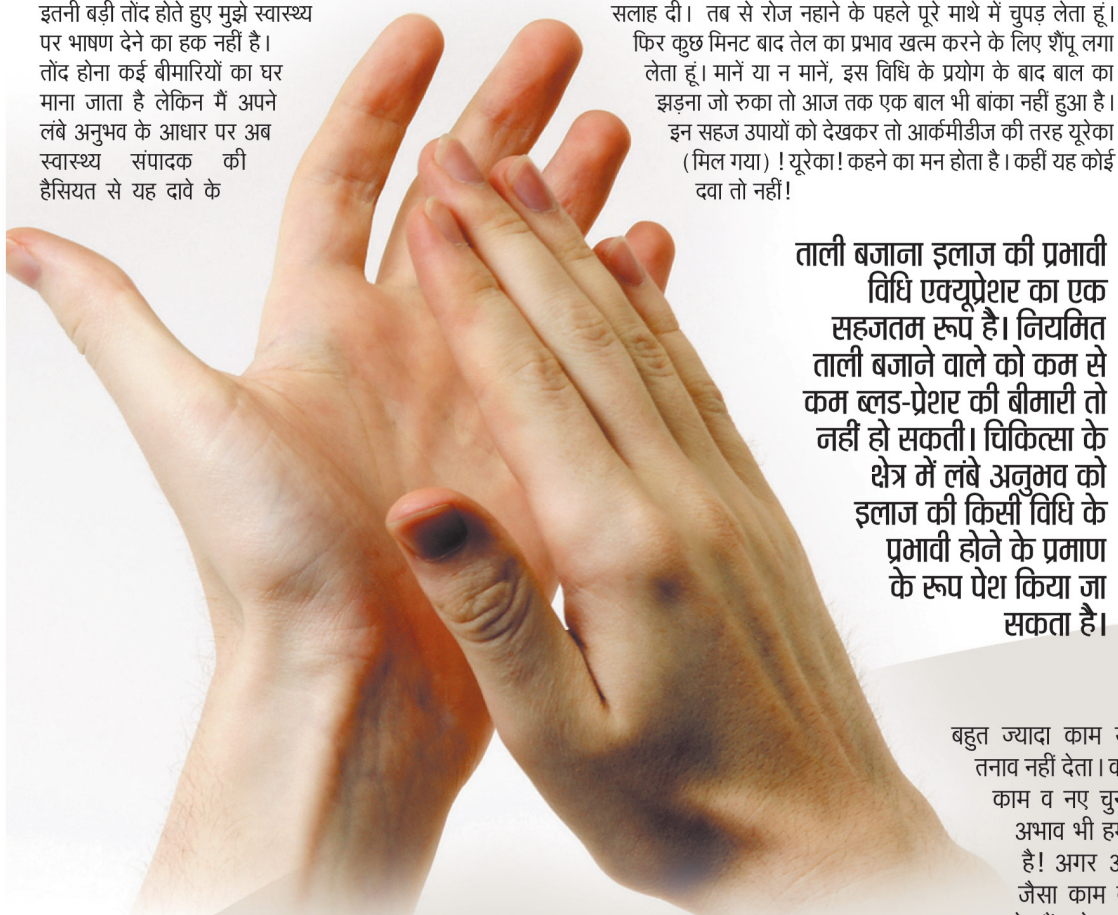 इतनी बड़ी तोंद होते हुए मुझे स्वास्थ्य
पर भाषण देने का हक नहीं है।
तोंद होना कई बीमारियों का घर
माना जाता है लेकिन मैं अपने
लंबे अनुभव के आधार पर अब
स्वास्थ्य संपादक की
हैसियत से यह दावे के
सलाह दी। तब से रोज नहाने के पहले पूरे माथे में चुपड़ लेता हूं।
फिर कुछ मिनट बाद तेल का प्रभाव खत्म करने के लिए शैंपू लगा
लेता हूं। मानें या न मानें, इस विधि के प्रयोग के बाद बाल का
झड़ना जो रुका तो आज तक एक बाल भी बांका नहीं हुआ है।
इन सहज उपायों को देखकर तो आर्कमीडीज की तरह यूरेका
(मिल गया) ! यूरेका! कहने का मन होता है। कहीं यह कोई
दवा तो नहीं!
ताली बजाना इलाज की प्रभावी
विधि एक्यूप्रेशर का एक
सहजतम रूप है। नियमित
ताली बजाने वाले को कम से
कम ब्लड-प्रेशर की बीमारी तो
नहीं हो सकती। चिकित्सा के
क्षेत्र में लंबे अनुभव को
इलाज की किसी विधि के
प्रभावी होने के प्रमाण
के रूप पेश किया जा
सकता है।
बहुत ज्यादा काम
तनाव नहीं देता।
काम व नए
अभाव भी
है! अगर
जैसा काम